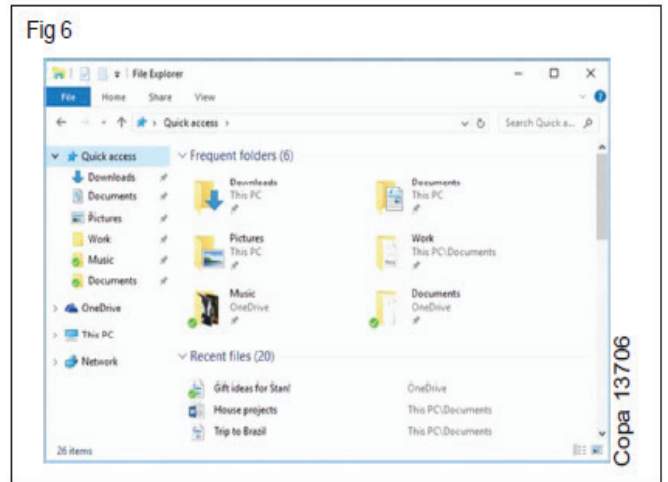 Fig 6
File Explorer
File Home Share View
Quick access
Search Quick a...
Quick access
Downloads
Documents
Pictures
Work
Music
Documents
OneDrive
This PC
Network
Frequent folders (6)
Downloads
This PC
Documents
This PC
Pictures
This PC
Work
This PC\Documents
Music
OneDrive
Documents
OneDrive
Recent files (20)
Gift ideas for Stan! OneDrive
House projects This PC\Documents
Trip to Brazil This PC\Documents
26 items
Copa 13706